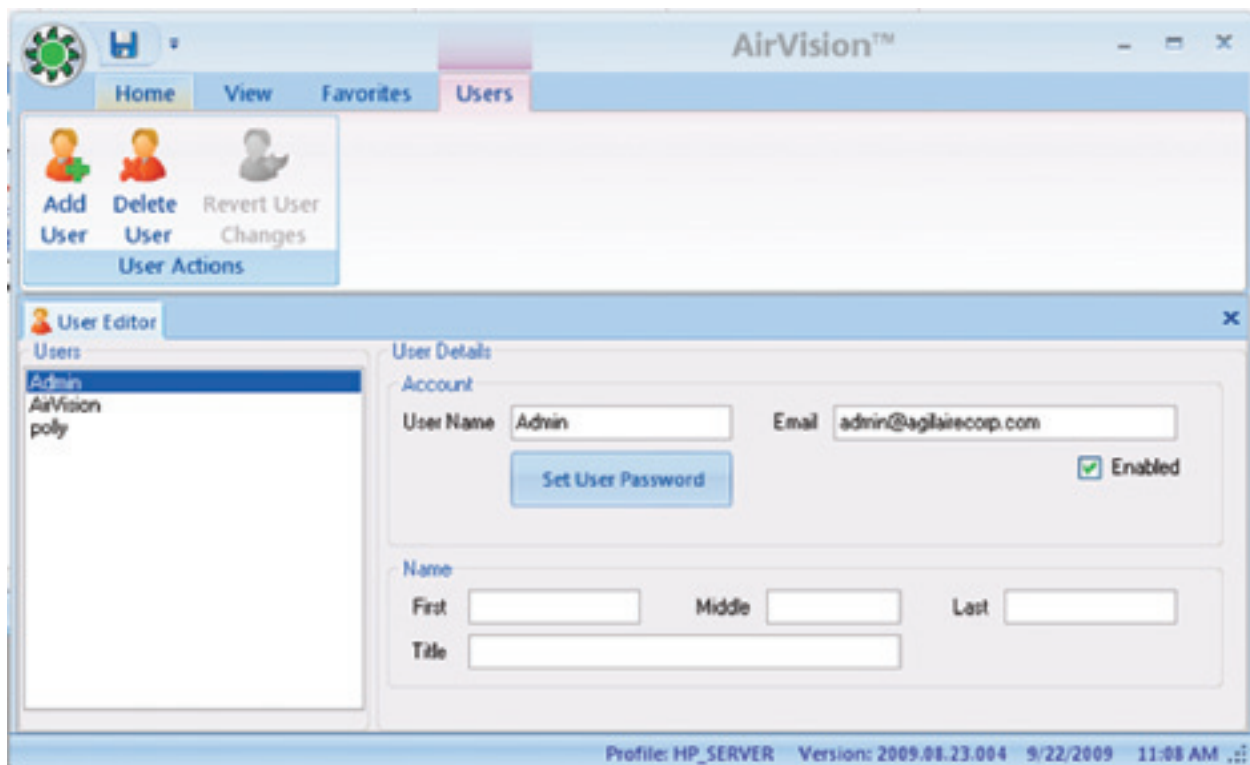 AirVision™
Home View Favorites Users
Add User
Delete User
Revert User Changes
User Actions
User Editor
Users
Admin
AirVision
polly
User Details
Account
User Name Admin Email admin@agilairecorp.com
Set User Password
Enabled
Name
First Middle Last
Title
Profile: HP_SERVER Version: 2009.08.23.004 9/22/2009 11:08 AM